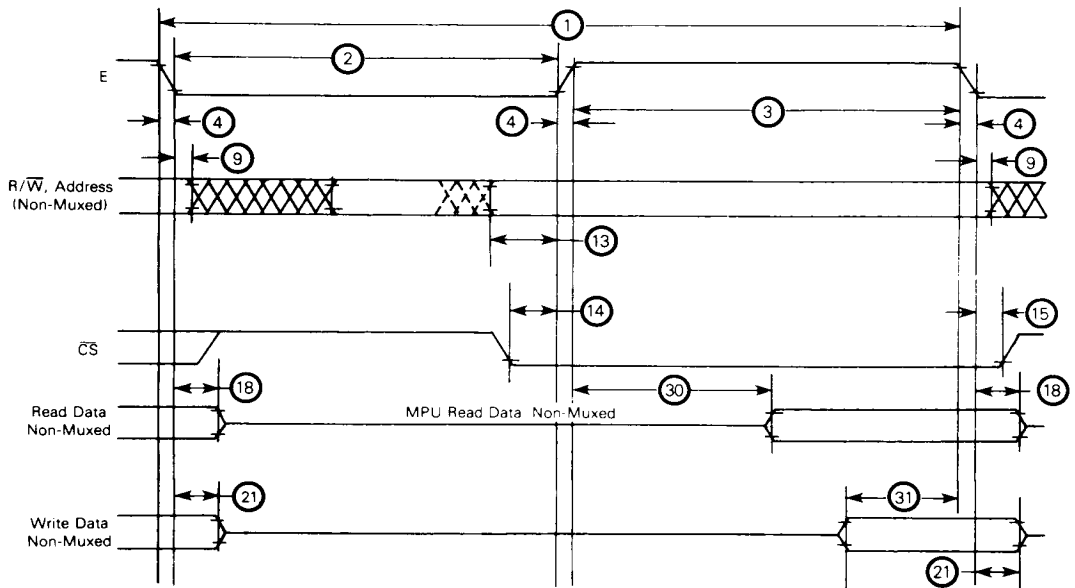 1
2
E
3
4
4
4
9
9
R/W̅, Address
(Non-Muxed)
13
14
15
C̅S̅
18
30
18
MPU Read Data Non-Muxed
Read Data
Non-Muxed
21
31
Write Data
Non-Muxed
21